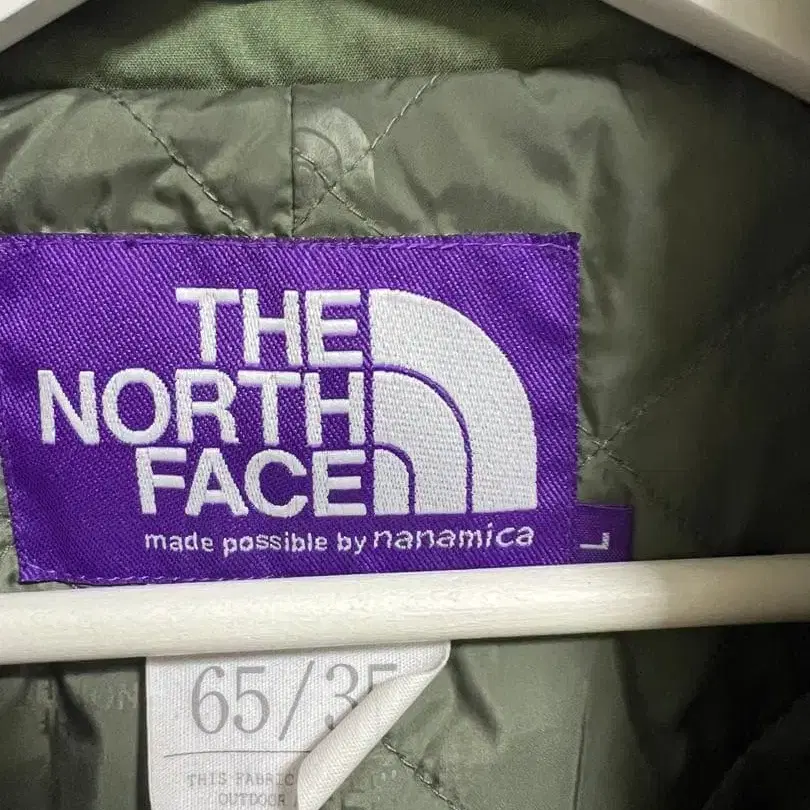 THE
NORTH
FACE
made possible by nanamica
L
65/35
THIS FABRIC
OUTDOOR